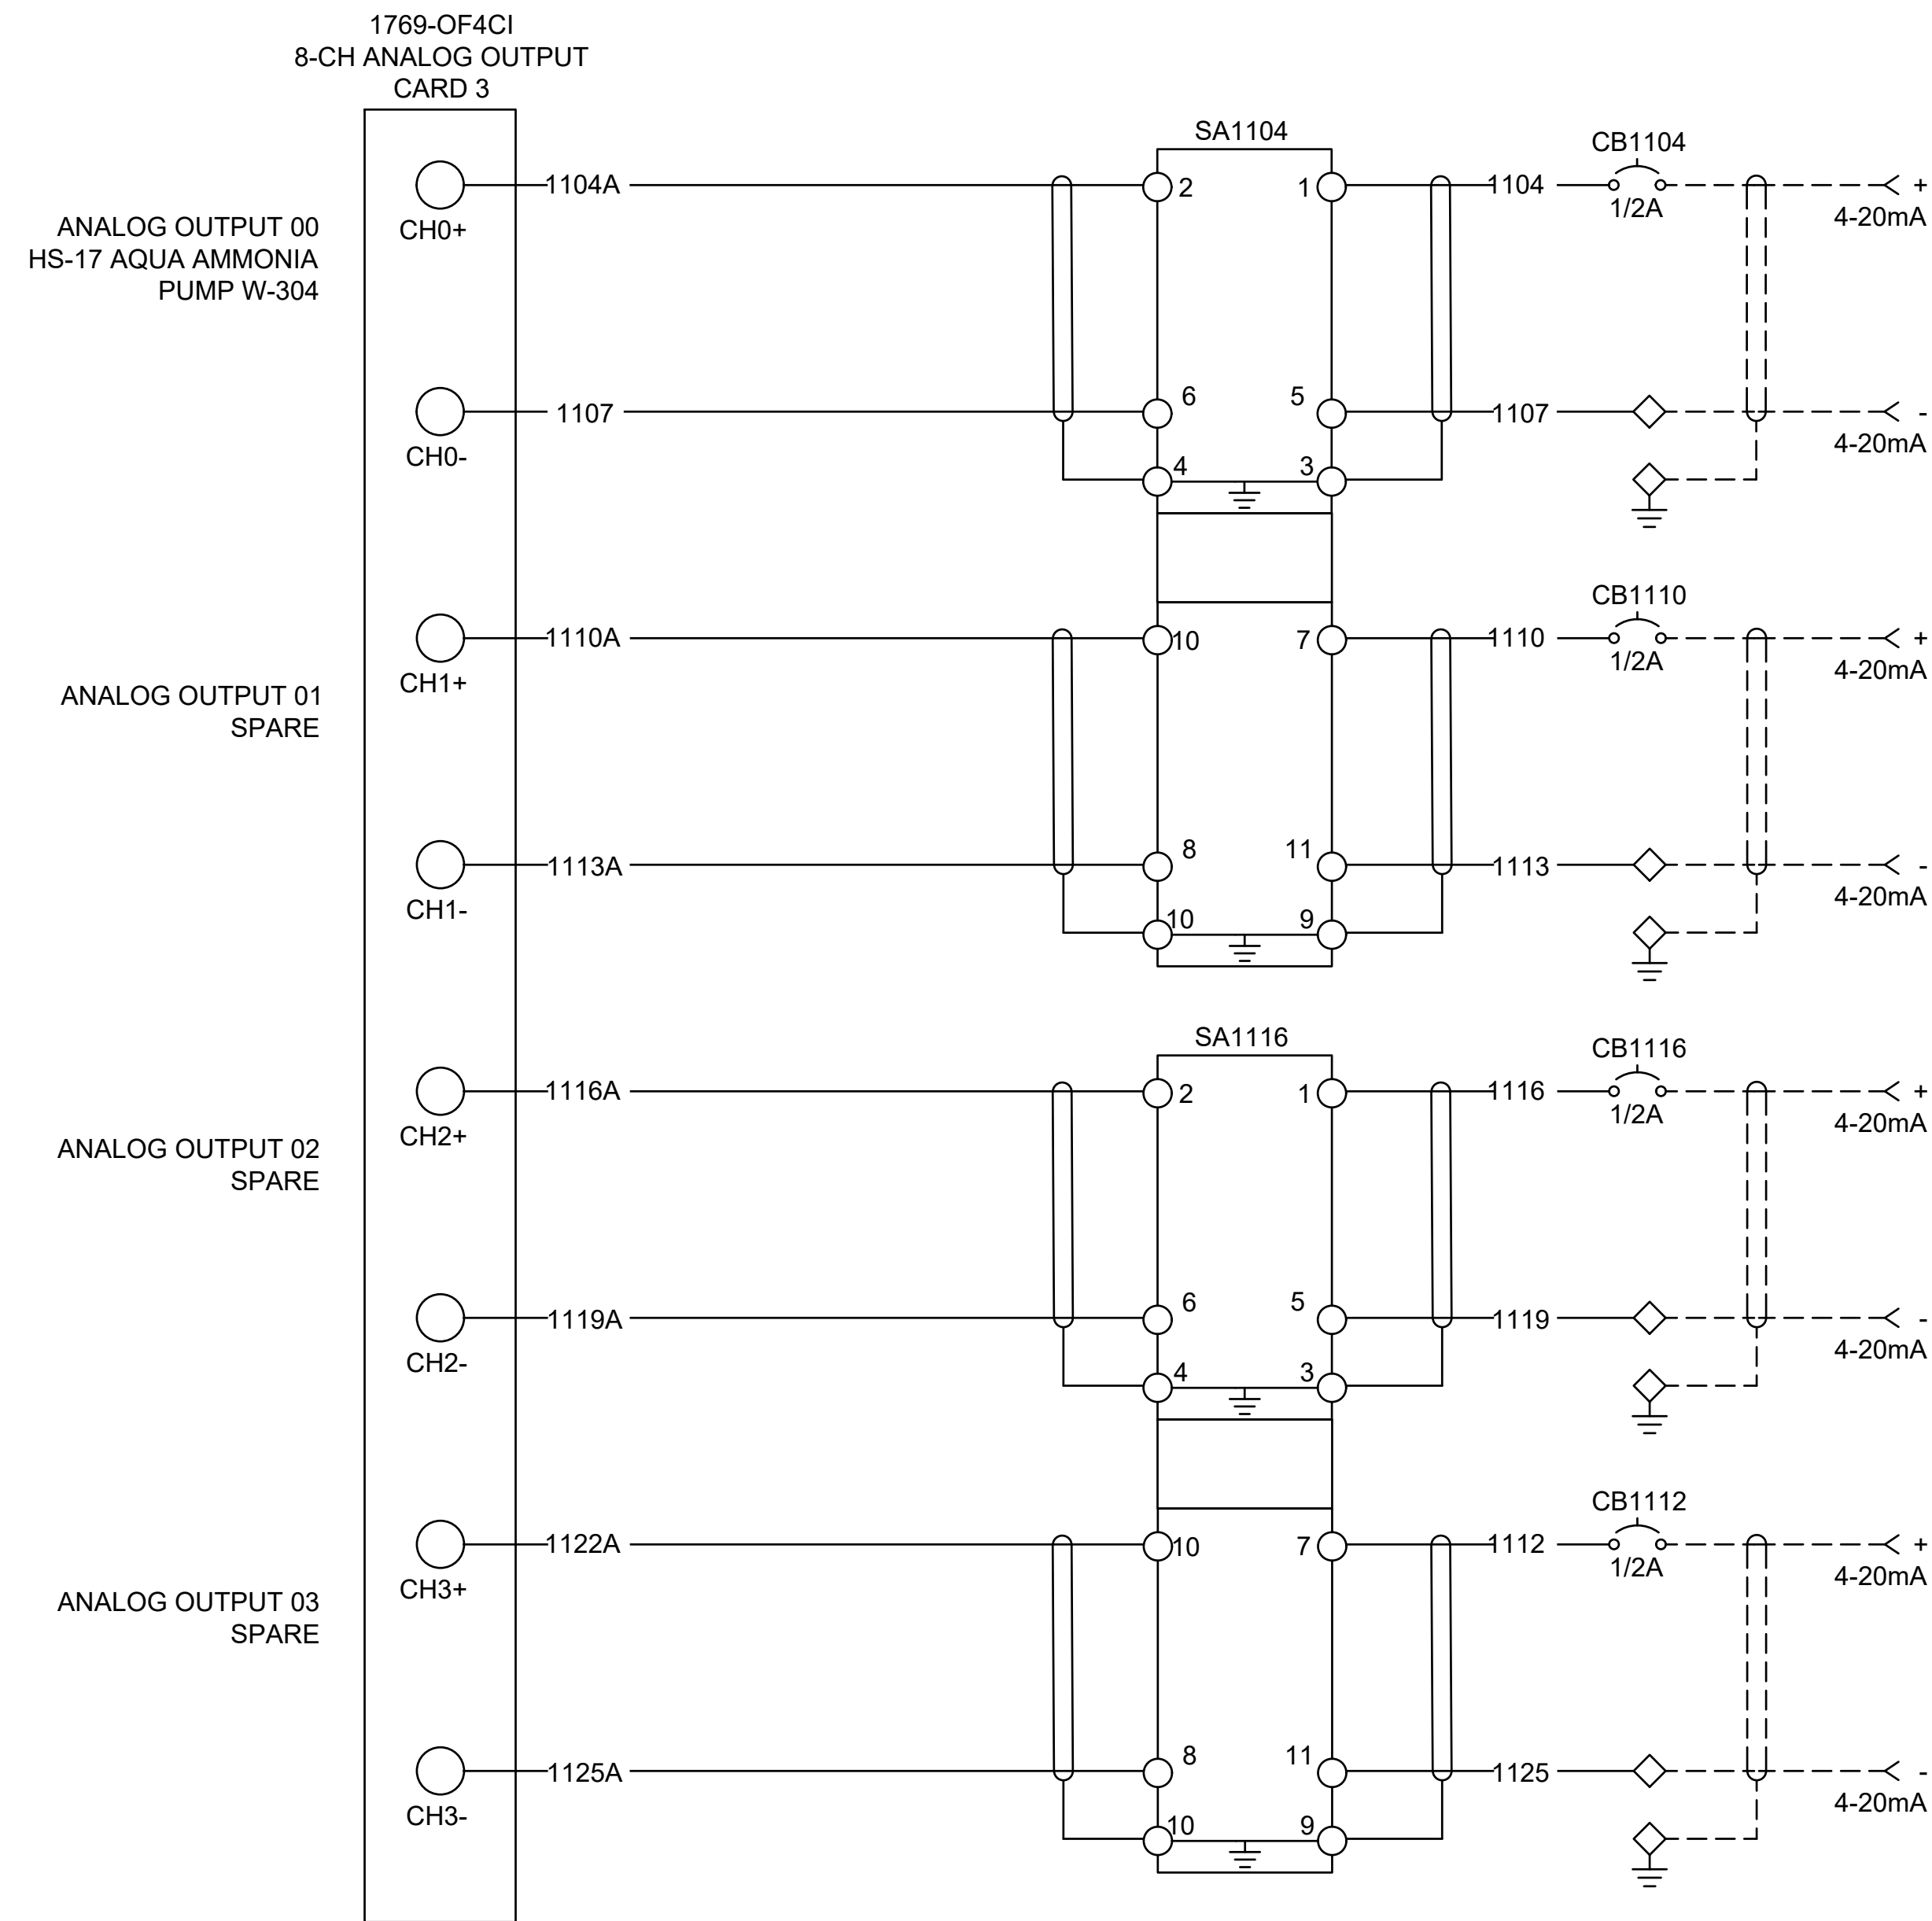 1769-OF4CI
8-CH ANALOG OUTPUT
CARD 3
SA1104
CB1104
1104A
2
1
1104
+
1/2A
4-20mA
ANALOG OUTPUT 00
HS-17 AQUA AMMONIA
PUMP W-304
CH0+
6
5
1107
1107
-
4-20mA
CH0-
4
3
CB1110
1110A
10
7
1110
+
1/2A
4-20mA
ANALOG OUTPUT 01
SPARE
CH1+
8
11
1113A
1113
-
4-20mA
CH1-
10
9
SA1116
CB1116
1116A
2
1
1116
+
1/2A
4-20mA
ANALOG OUTPUT 02
SPARE
CH2+
6
5
1119A
1119
-
4-20mA
CH2-
4
3
CB1112
1122A
10
7
1112
+
1/2A
4-20mA
ANALOG OUTPUT 03
SPARE
CH3+
8
11
1125A
1125
-
4-20mA
CH3-
10
9